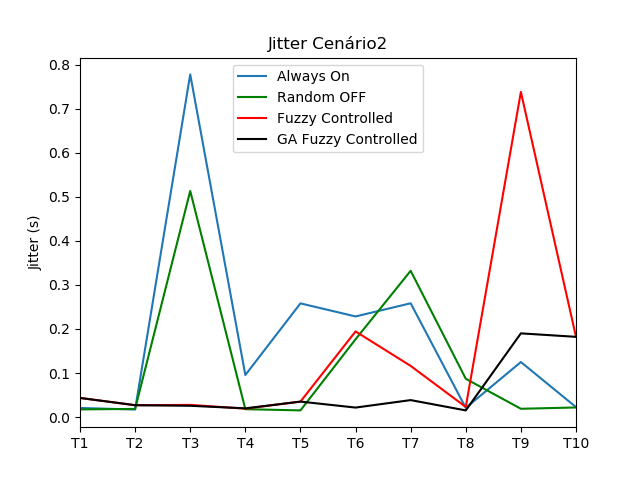 Jitter Cenário2
Always On
Random OFF
Fuzzy Controlled
GA Fuzzy Controlled
Jitter (s)
0.8
0.7
0.6
0.5
0.4
0.3
0.2
0.1
0.0
T1 T2 T3 T4 T5 T6 T7 T8 T9 T10